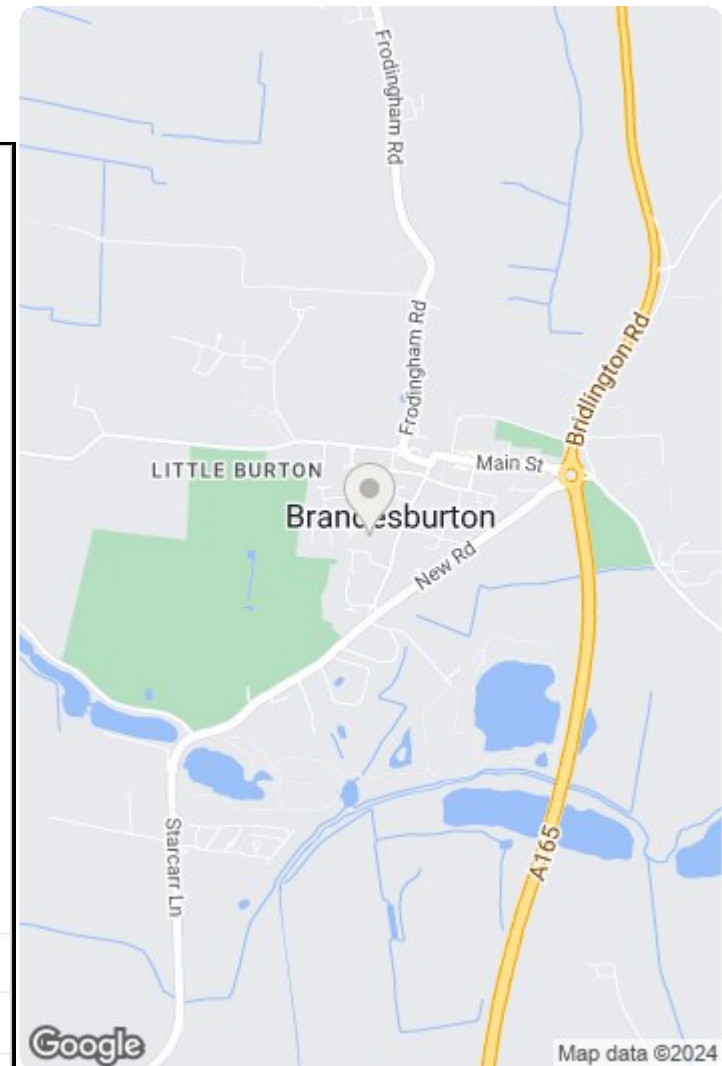 Frodingham Rd
Frodingham Rd
Bridlington Rd
LITTLE BURTON
Main St
Brandesburton
New Rd
Starcarr Ln
A165
Google
Map data ©2024